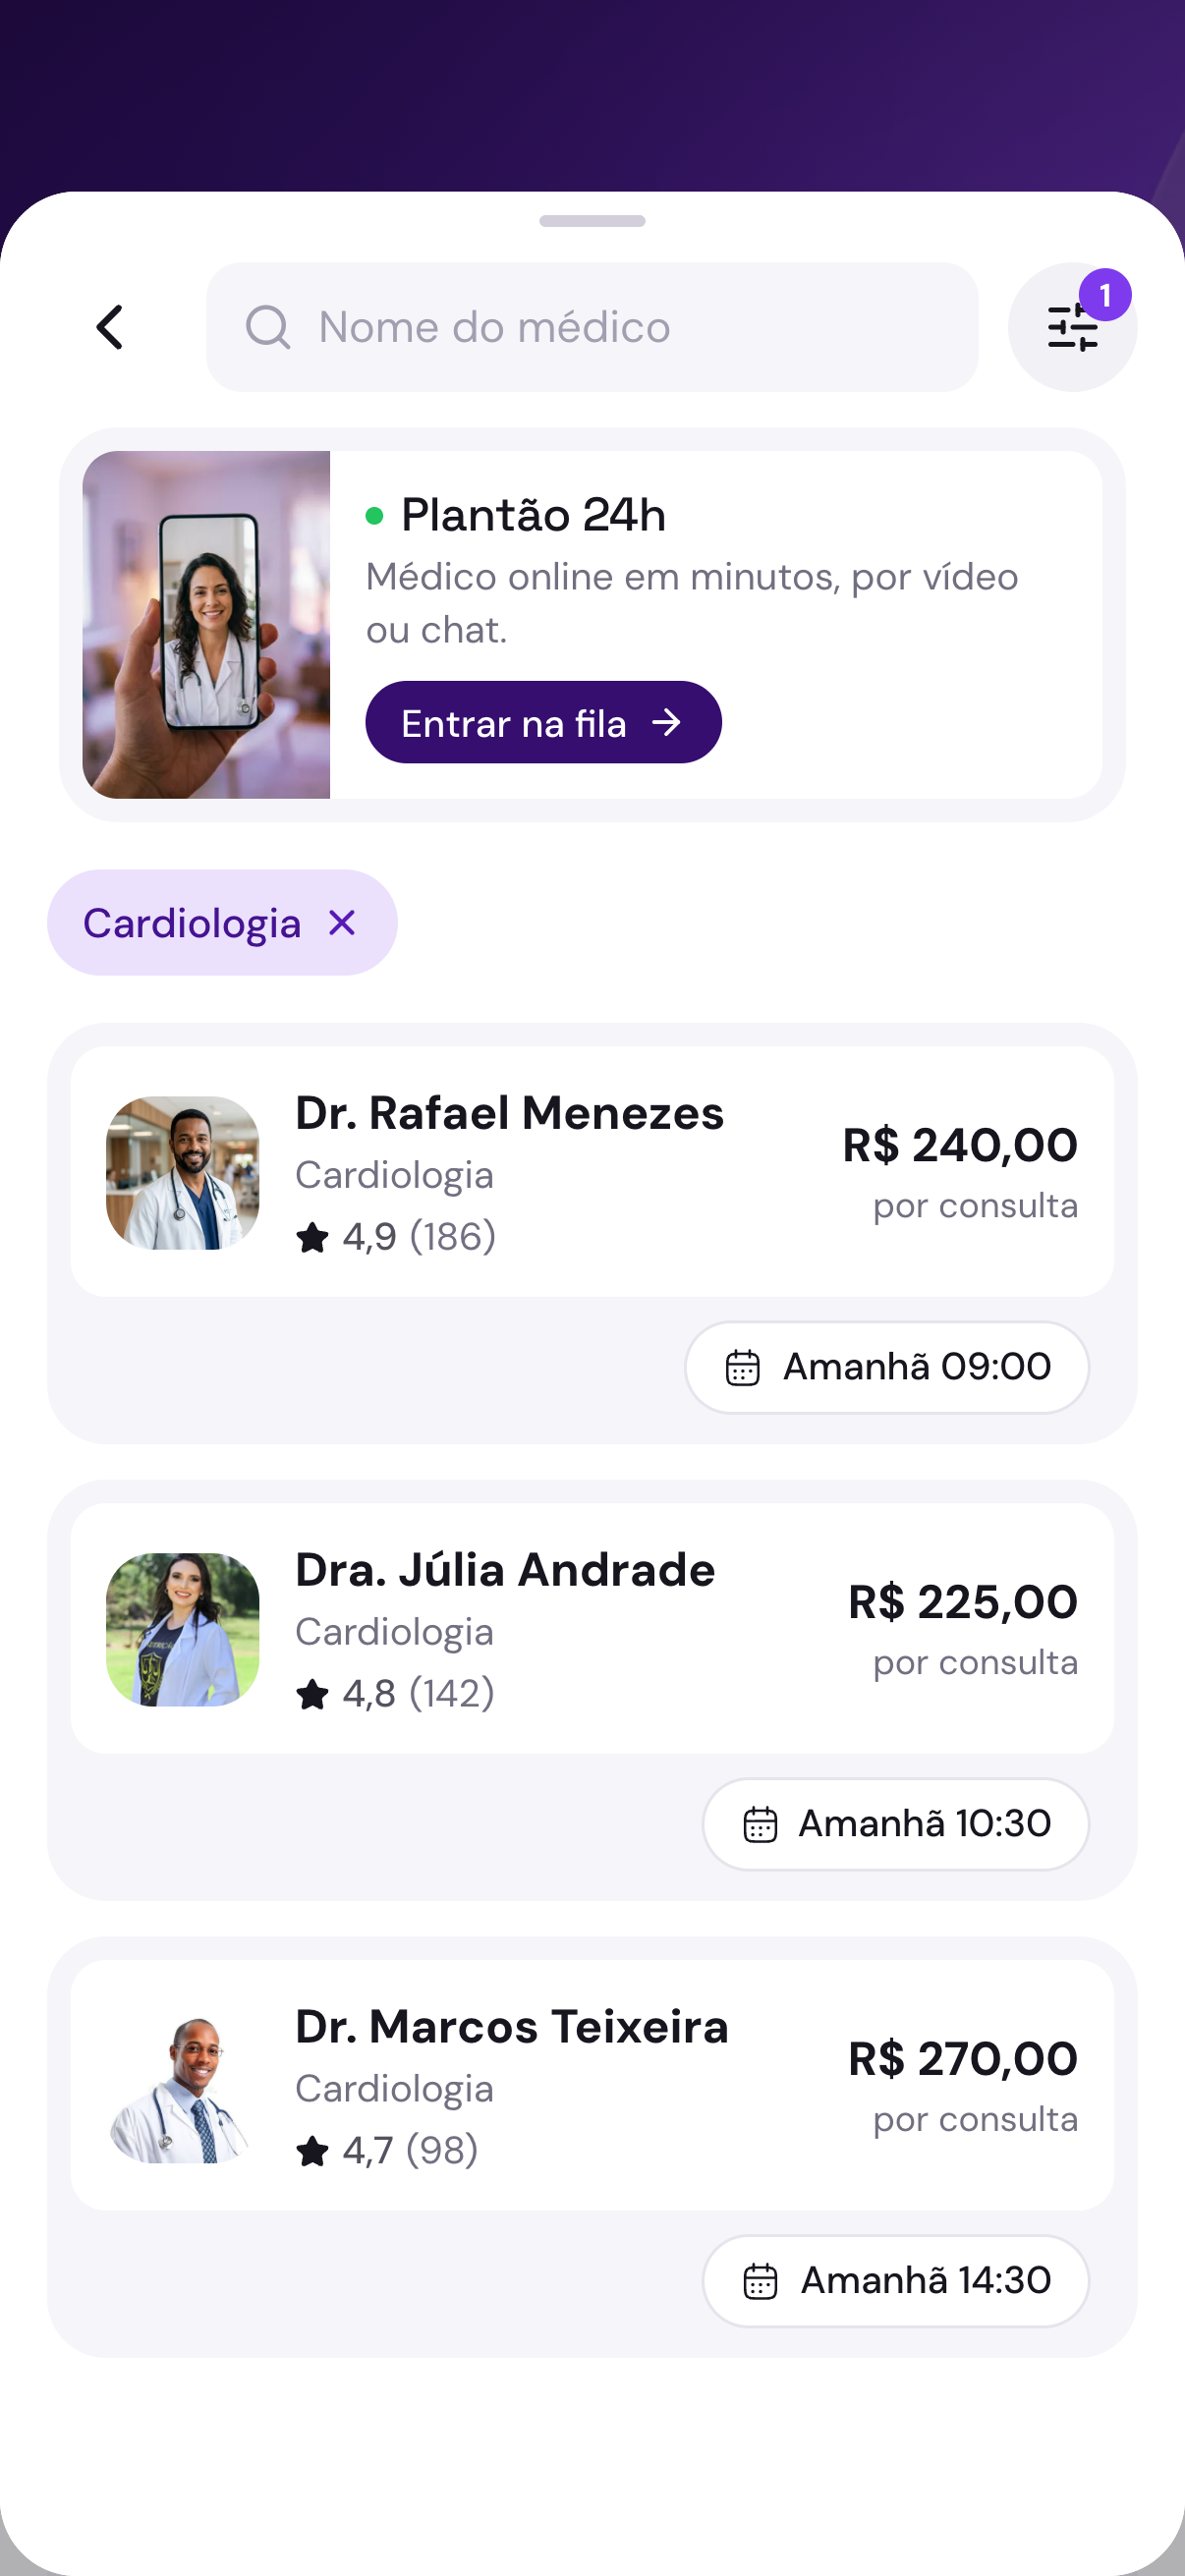 Nome do médico
1
Plantão 24h
Médico online em minutos, por vídeo
ou chat.
Entrar na fila
Cardiologia
Dr. Rafael Menezes
Cardiologia
4,9 (186)
R$ 240,00
por consulta
Amanhã 09:00
Dra. Júlia Andrade
Cardiologia
4,8 (142)
R$ 225,00
por consulta
Amanhã 10:30
Dr. Marcos Teixeira
Cardiologia
4,7 (98)
R$ 270,00
por consulta
Amanhã 14:30